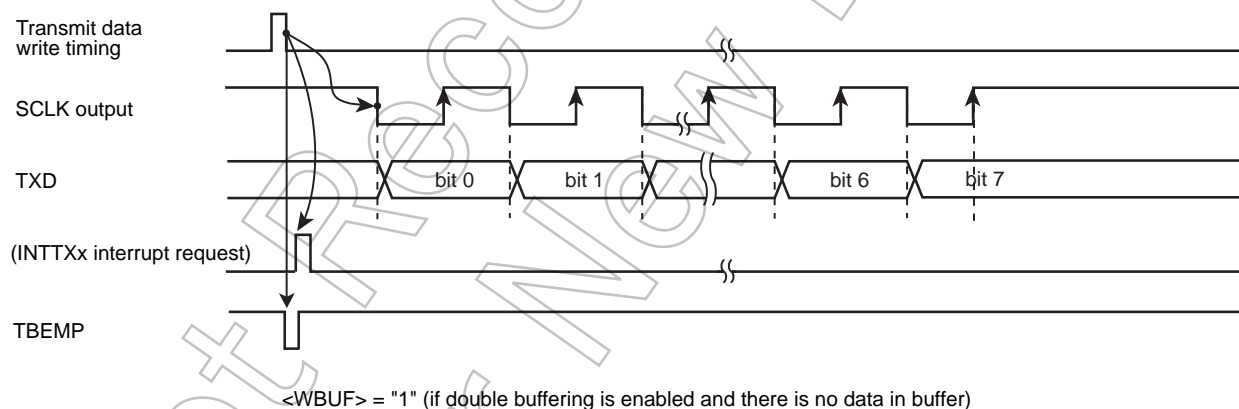 Transmit data
write timing
SCLK output
TXD
bit 0 bit 1 bit 6 bit 7
(INTTXx interrupt request)
TBEMP
<WBUF> = "1" (if double buffering is enabled and there is no data in buffer)